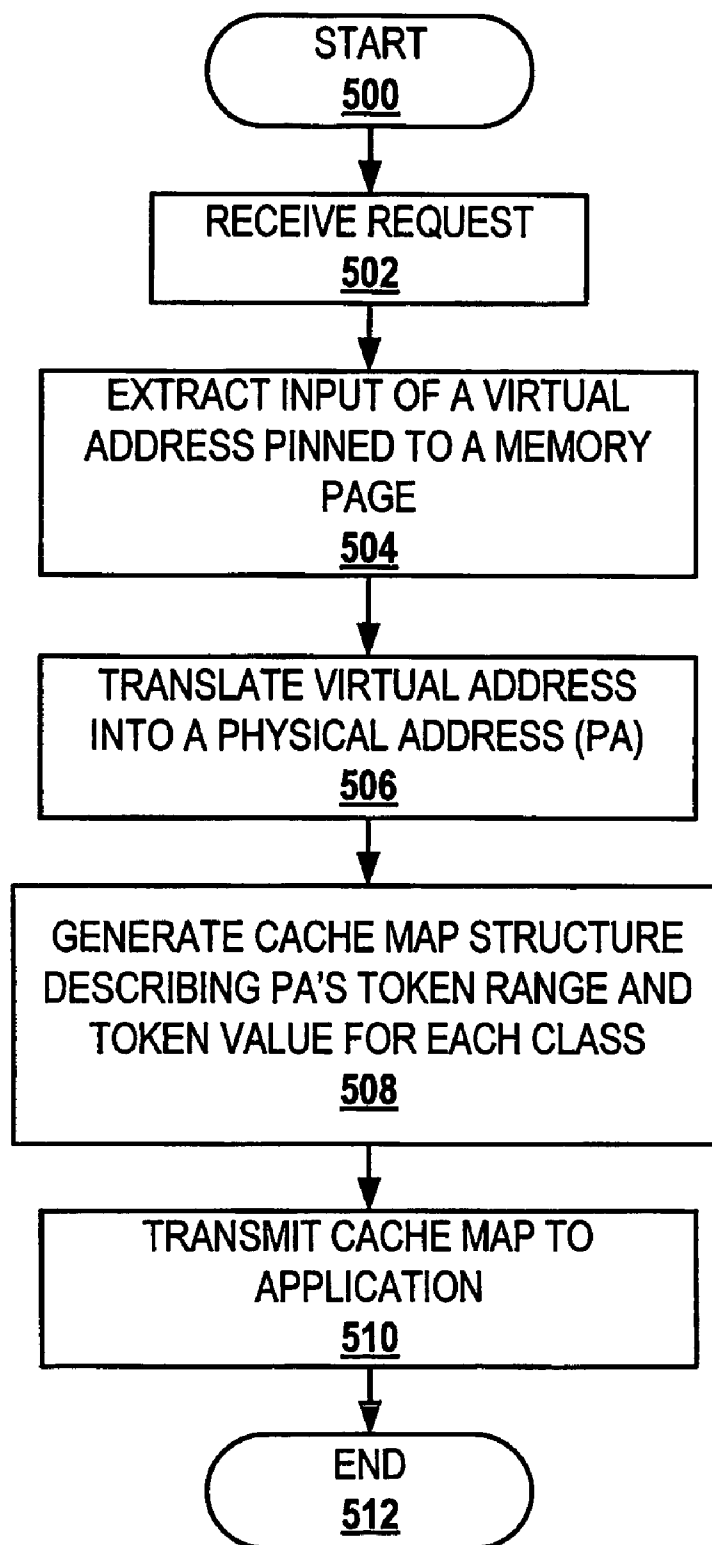 START
500
RECEIVE REQUEST
502
EXTRACT INPUT OF A VIRTUAL
ADDRESS PINNED TO A MEMORY
PAGE
504
TRANSLATE VIRTUAL ADDRESS
INTO A PHYSICAL ADDRESS (PA)
506
GENERATE CACHE MAP STRUCTURE
DESCRIBING PA'S TOKEN RANGE AND
TOKEN VALUE FOR EACH CLASS
508
TRANSMIT CACHE MAP TO
APPLICATION
510
END
512